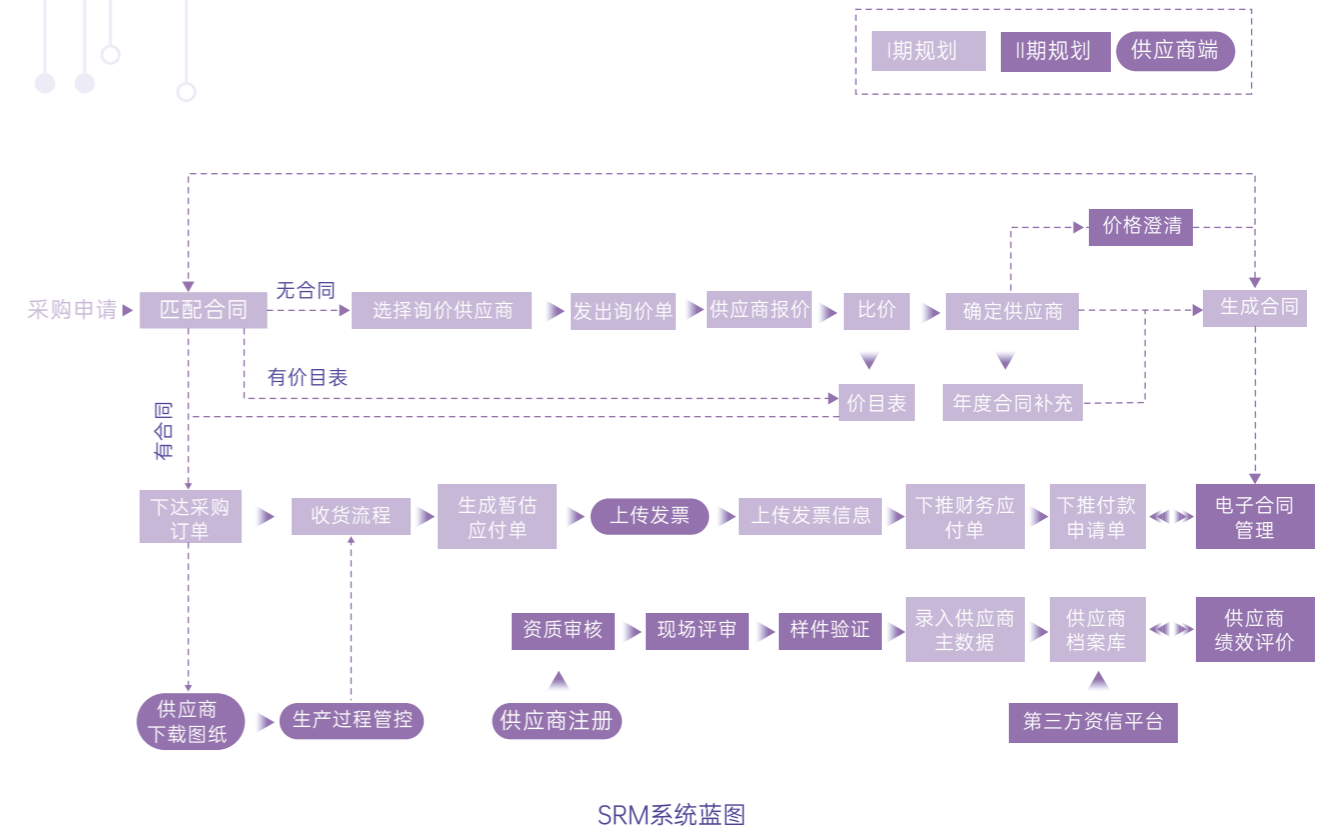 I期规划
II期规划
供应商端
价格澄清
采购申请
匹配合同
无合同
选择询价供应商
发出询价单
供应商报价
比价
确定供应商
生成合同
有价目表
价目表
年度合同补充
有合同
下达采购
订单
收货流程
生成暂估
应付单
上传发票
上传发票信息
下推财务应
付单
下推付款
申请单
电子合同
管理
资质审核
现场评审
样件验证
录入供应商
主数据
供应商
档案库
供应商
绩效评价
供应商
下载图纸
生产过程管控
供应商注册
第三方资信平台
SRM系统蓝图